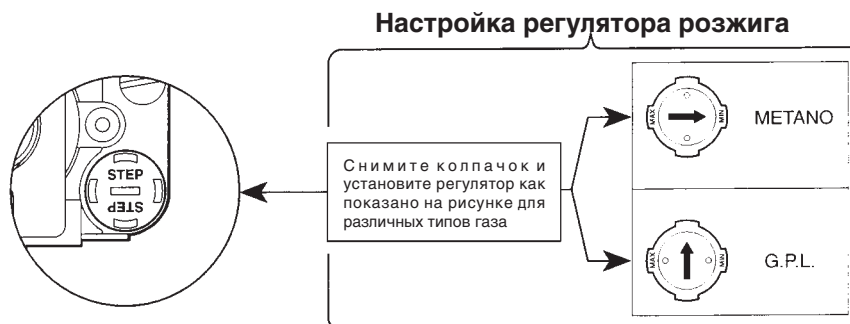 Настройка регулятора розжига
STEP
STEP
Снимите колпачок и
установите регулятор как
показано на рисунке для
различных типов газа
MAX
MIN
METANO
MAX
MIN
G.P.L.